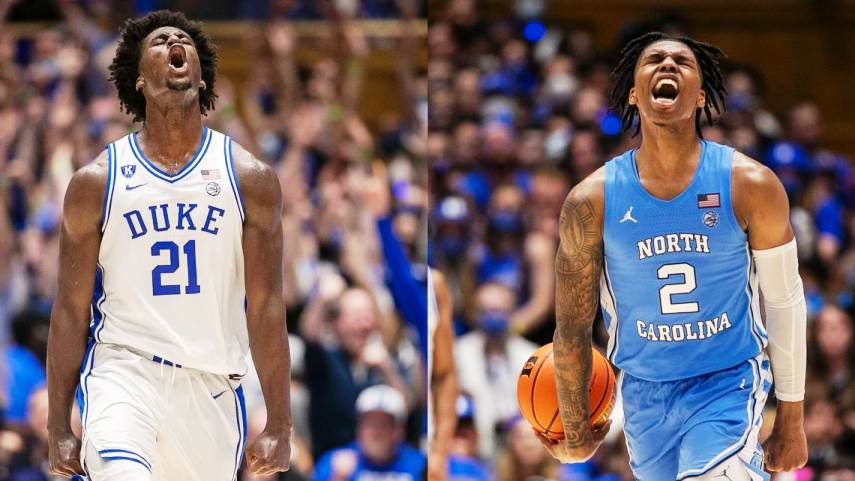 K
DUKE
21
NORTH
2
CAROLINA